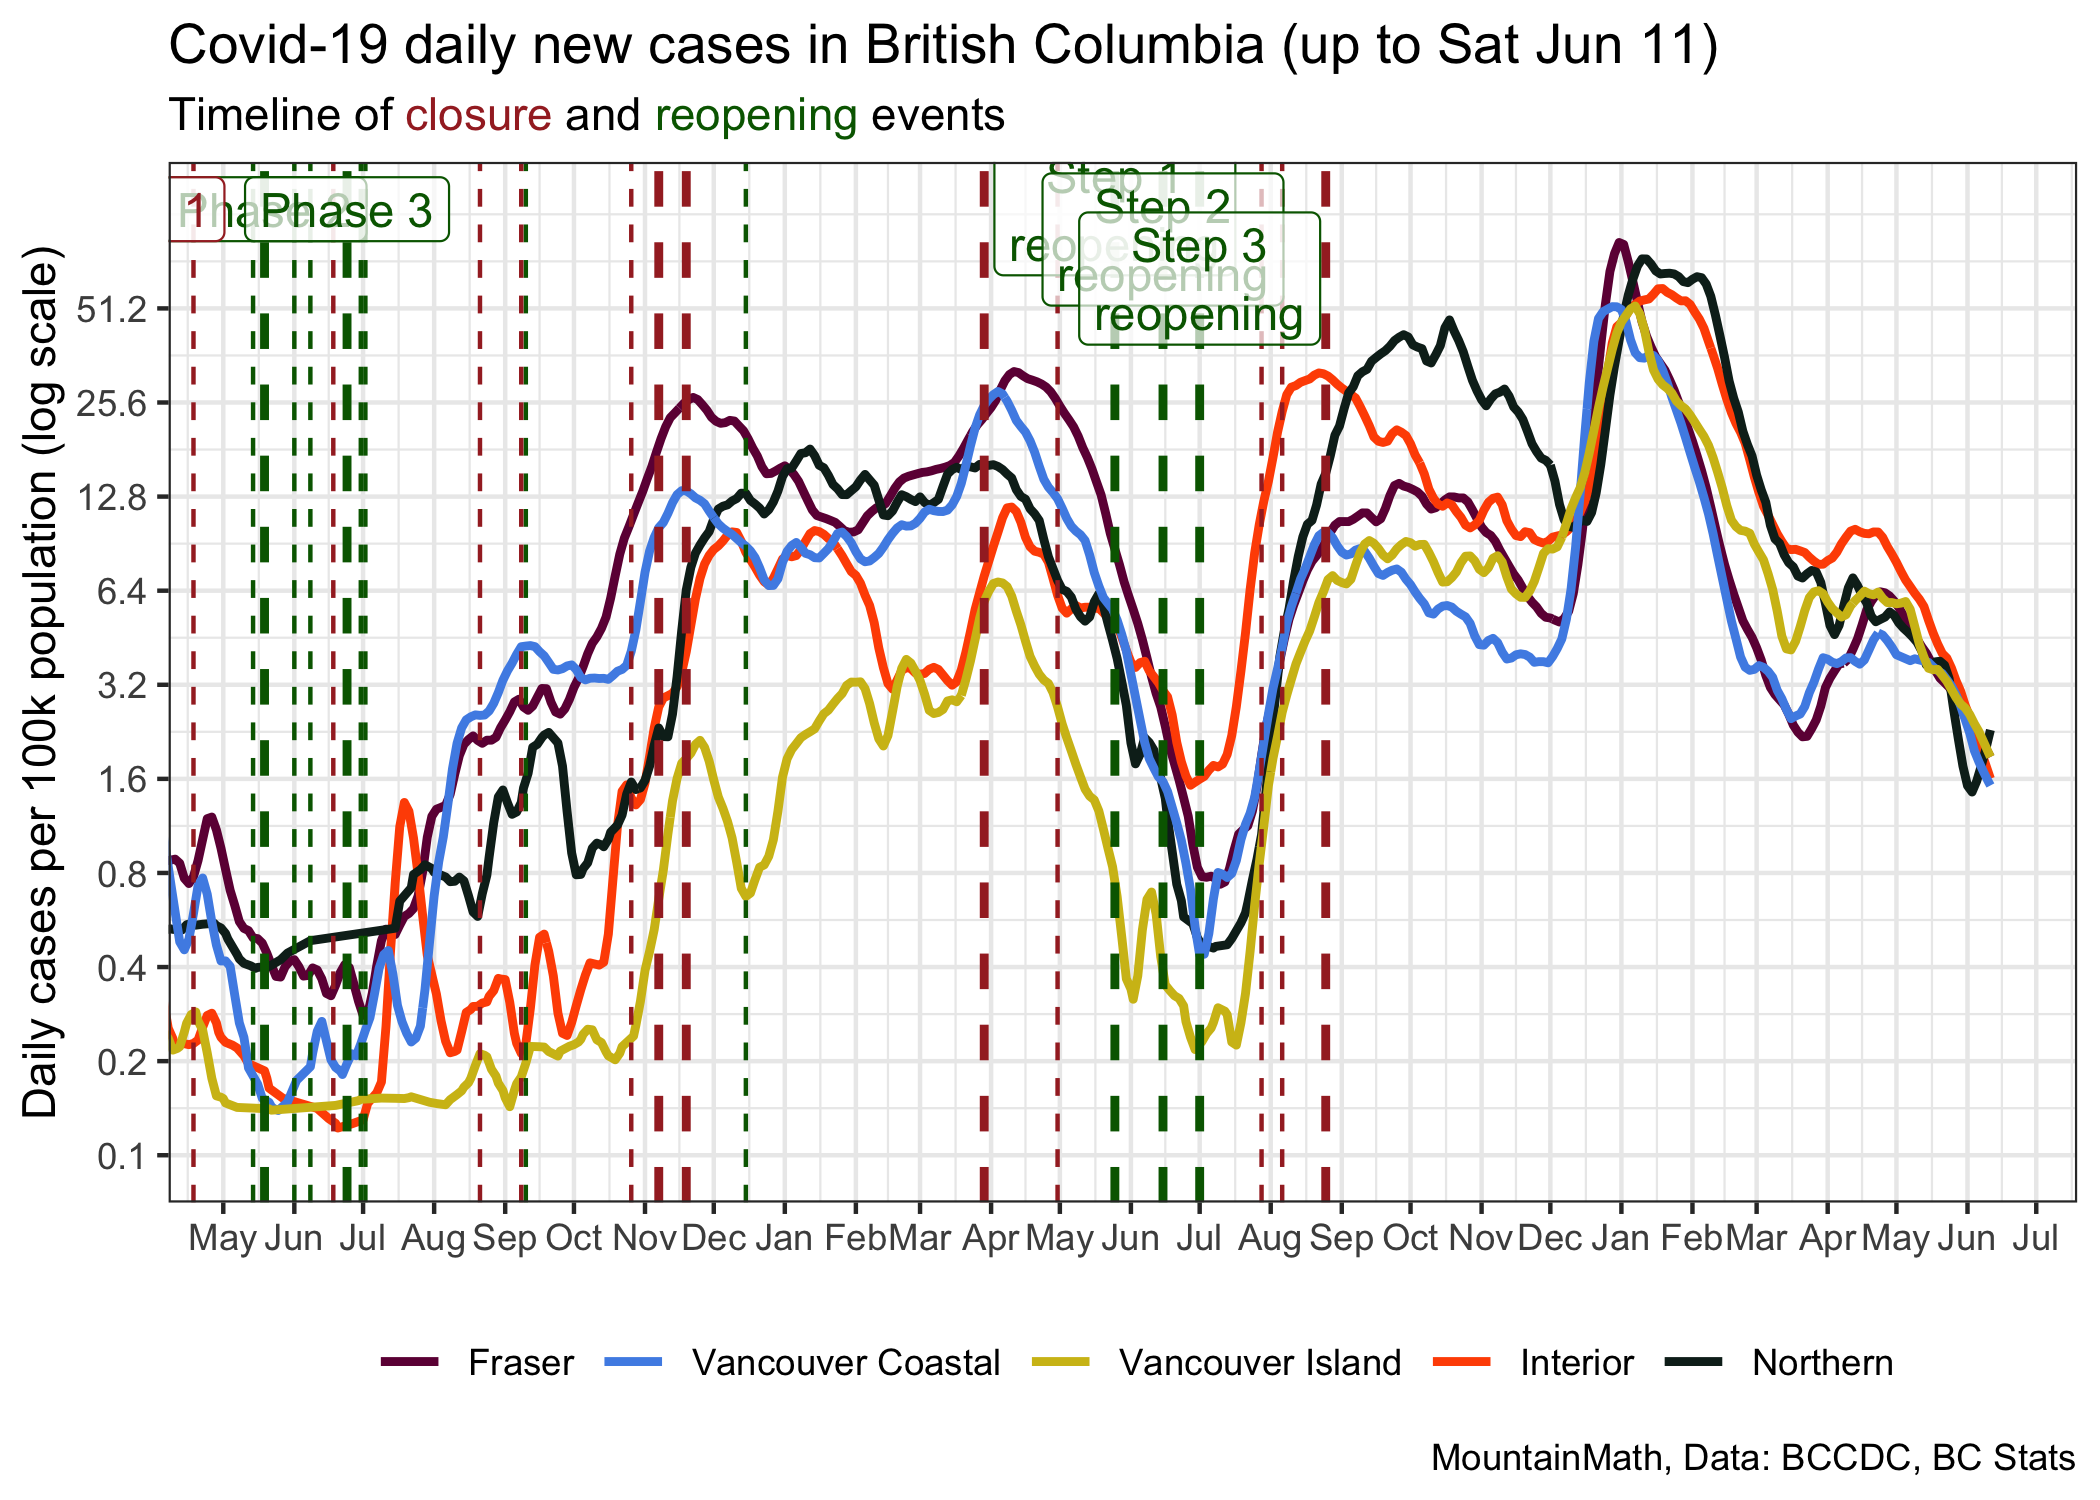 Covid-19 daily new cases in British Columbia (up to Sat Jun 11)
Timeline of closure and reopening events
1
Phase 2
Phase 3
Step 1
reopening
Step 2
reopening
Step 3
reopening
Daily cases per 100k population (log scale)
51.2
25.6
12.8
6.4
3.2
1.6
0.8
0.4
0.2
0.1
May Jun Jul Aug Sep Oct Nov Dec Jan Feb Mar Apr May Jun Jul Aug Sep Oct Nov Dec Jan Feb Mar Apr May Jun Jul
Fraser Vancouver Coastal Vancouver Island Interior Northern
MountainMath, Data: BCCDC, BC Stats